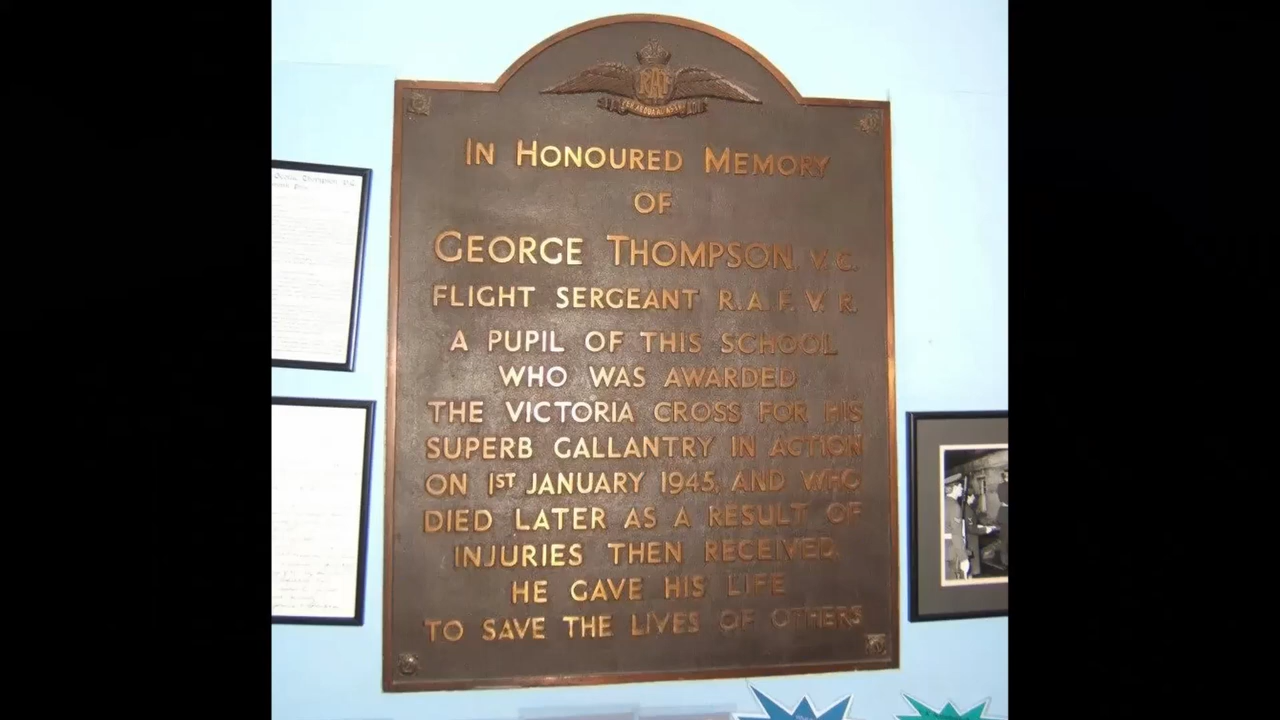 RAF
IN HONOURED MEMORY
OF
GEORGE THOMPSON. V.C.
FLIGHT SERGEANT R.A.F.V.R.
A PUPIL OF THIS SCHOOL
WHO WAS AWARDED
THE VICTORIA CROSS FOR HIS
SUPERB GALLANTRY IN ACTION
ON 1ST JANUARY 1945, AND WHO
DIED LATER AS A RESULT OF
INJURIES THEN RECEIVED
HE GAVE HIS LIFE
TO SAVE THE LIVES OF OTHERS